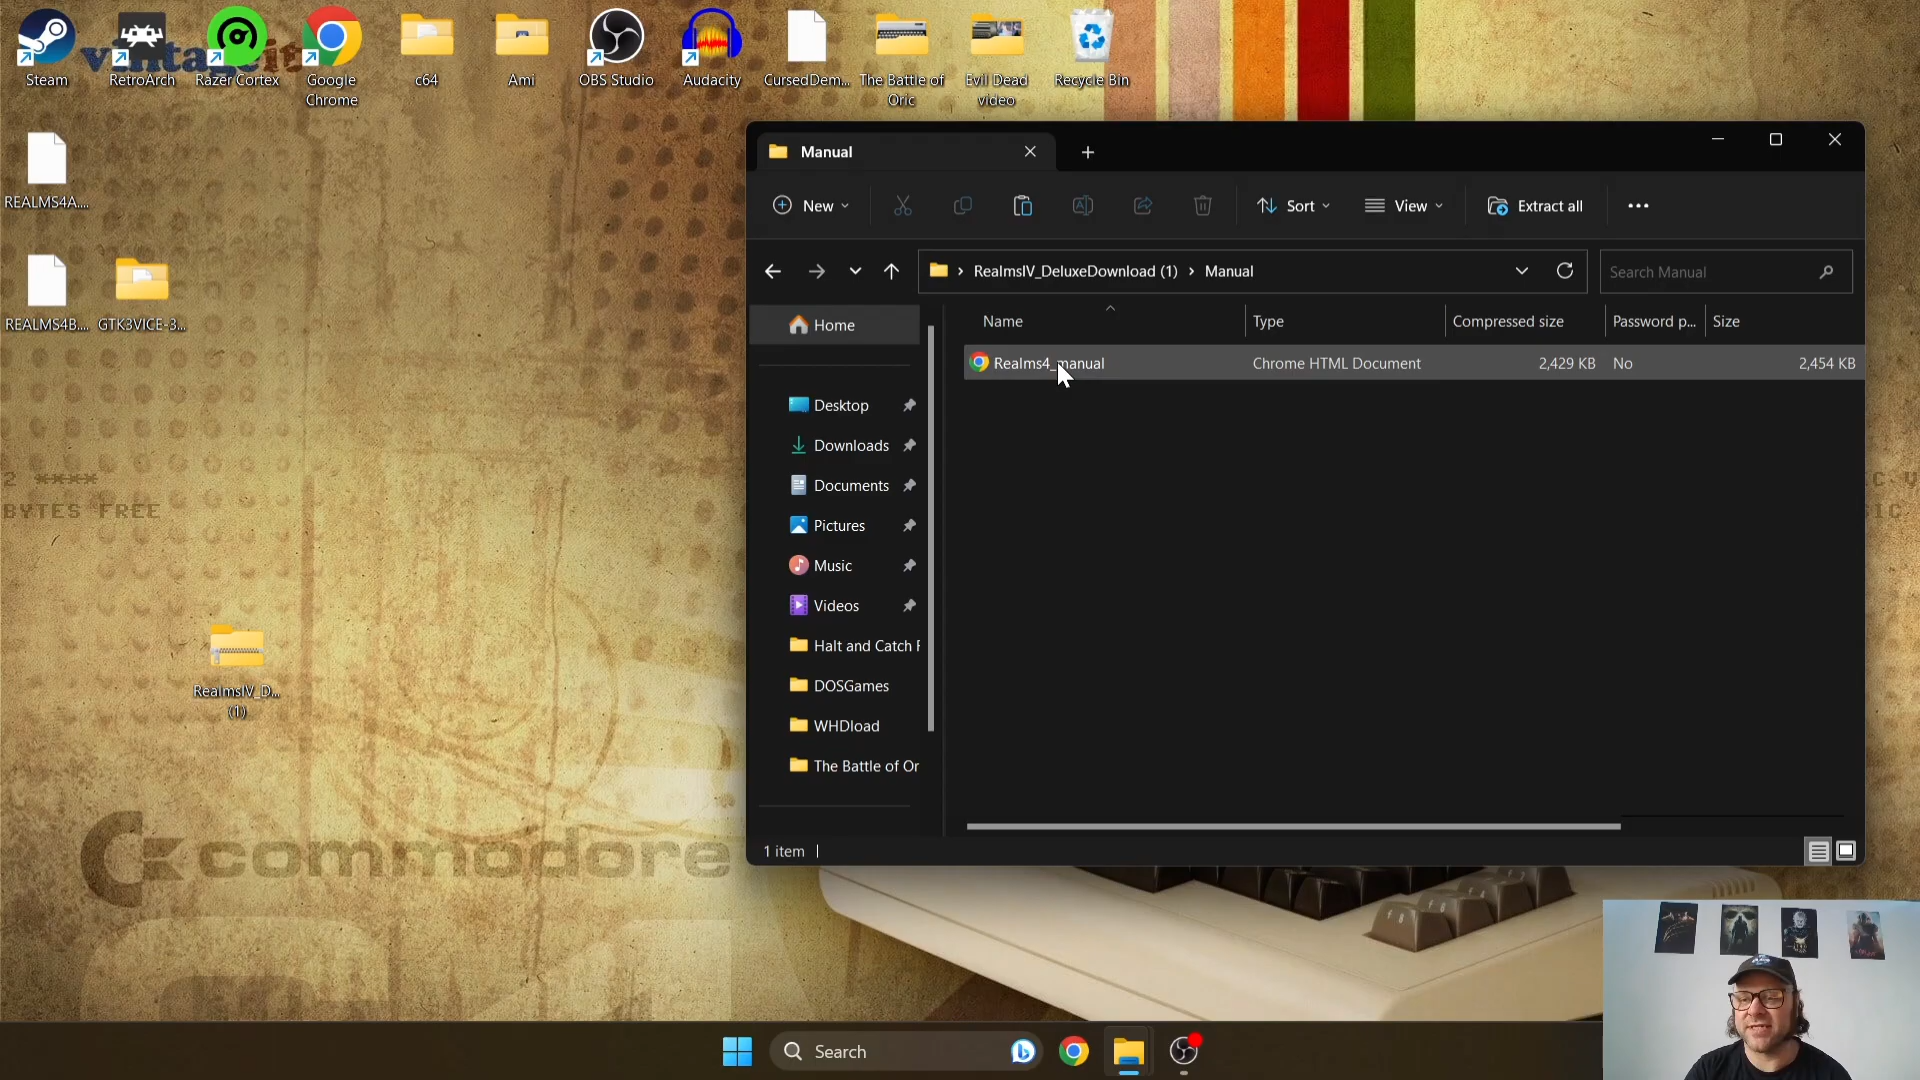 vintage is
Steam
RetroArch
Razer Cortex
Google
Chrome
c64
Ami
OBS Studio
Audacity
CursedDem...
The Battle of
Oric
Evil Dead
video
Recycle Bin
REALMS4A....
REALMS4B....
GTK3VICE-3...
2 ****
BYTES FREE
RealmsIV_D...
(1)
commodore
Manual
New
Sort
View
Extract all
RealmsIV_DeluxeDownload (1) > Manual
Search Manual
Name
Type
Compressed size
Password p...
Size
Realms4_manual
Chrome HTML Document
2,429 KB
No
2,454 KB
Home
Desktop
Downloads
Documents
Pictures
Music
Videos
Halt and Catch F
DOSGames
WHDload
The Battle of Or
1 item
Search